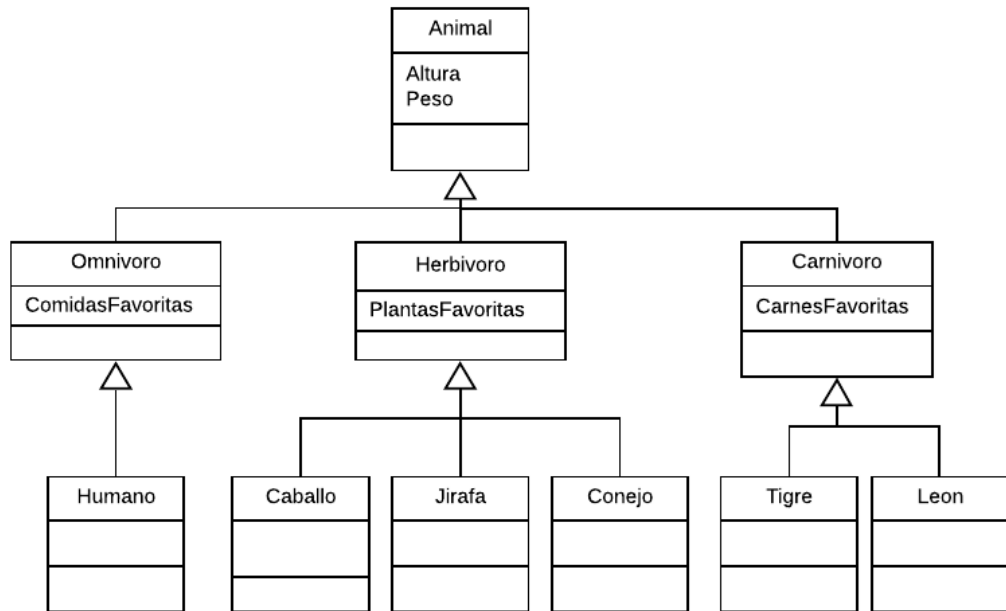 Animal
Altura
Peso
Omnivoro
ComidasFavoritas
Herbivoro
PlantasFavoritas
Carnivoro
CarnesFavoritas
Humano
Caballo
Jirafa
Conejo
Tigre
Leon